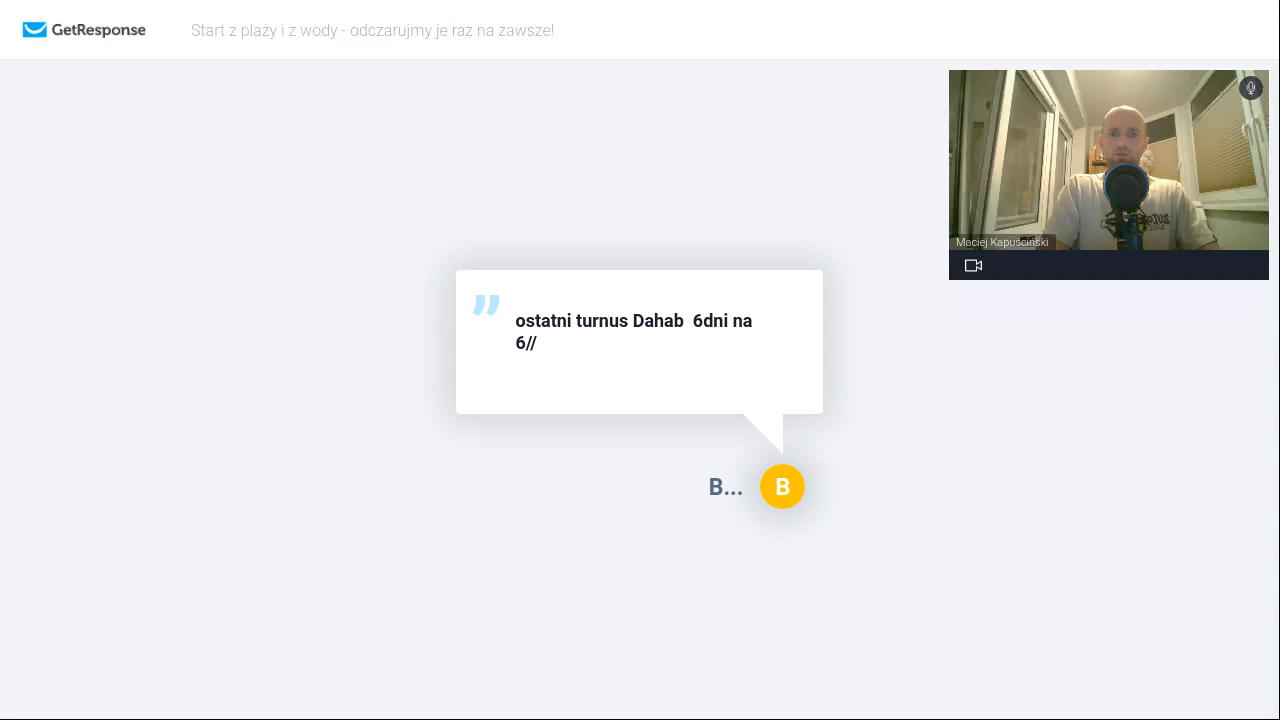 GetResponse
Start z plaży i z wody - odczarujmy je raz na zawsze!
Maciej Kapuściński
ostatni turnus Dahab  6dni na
6//
B...
B